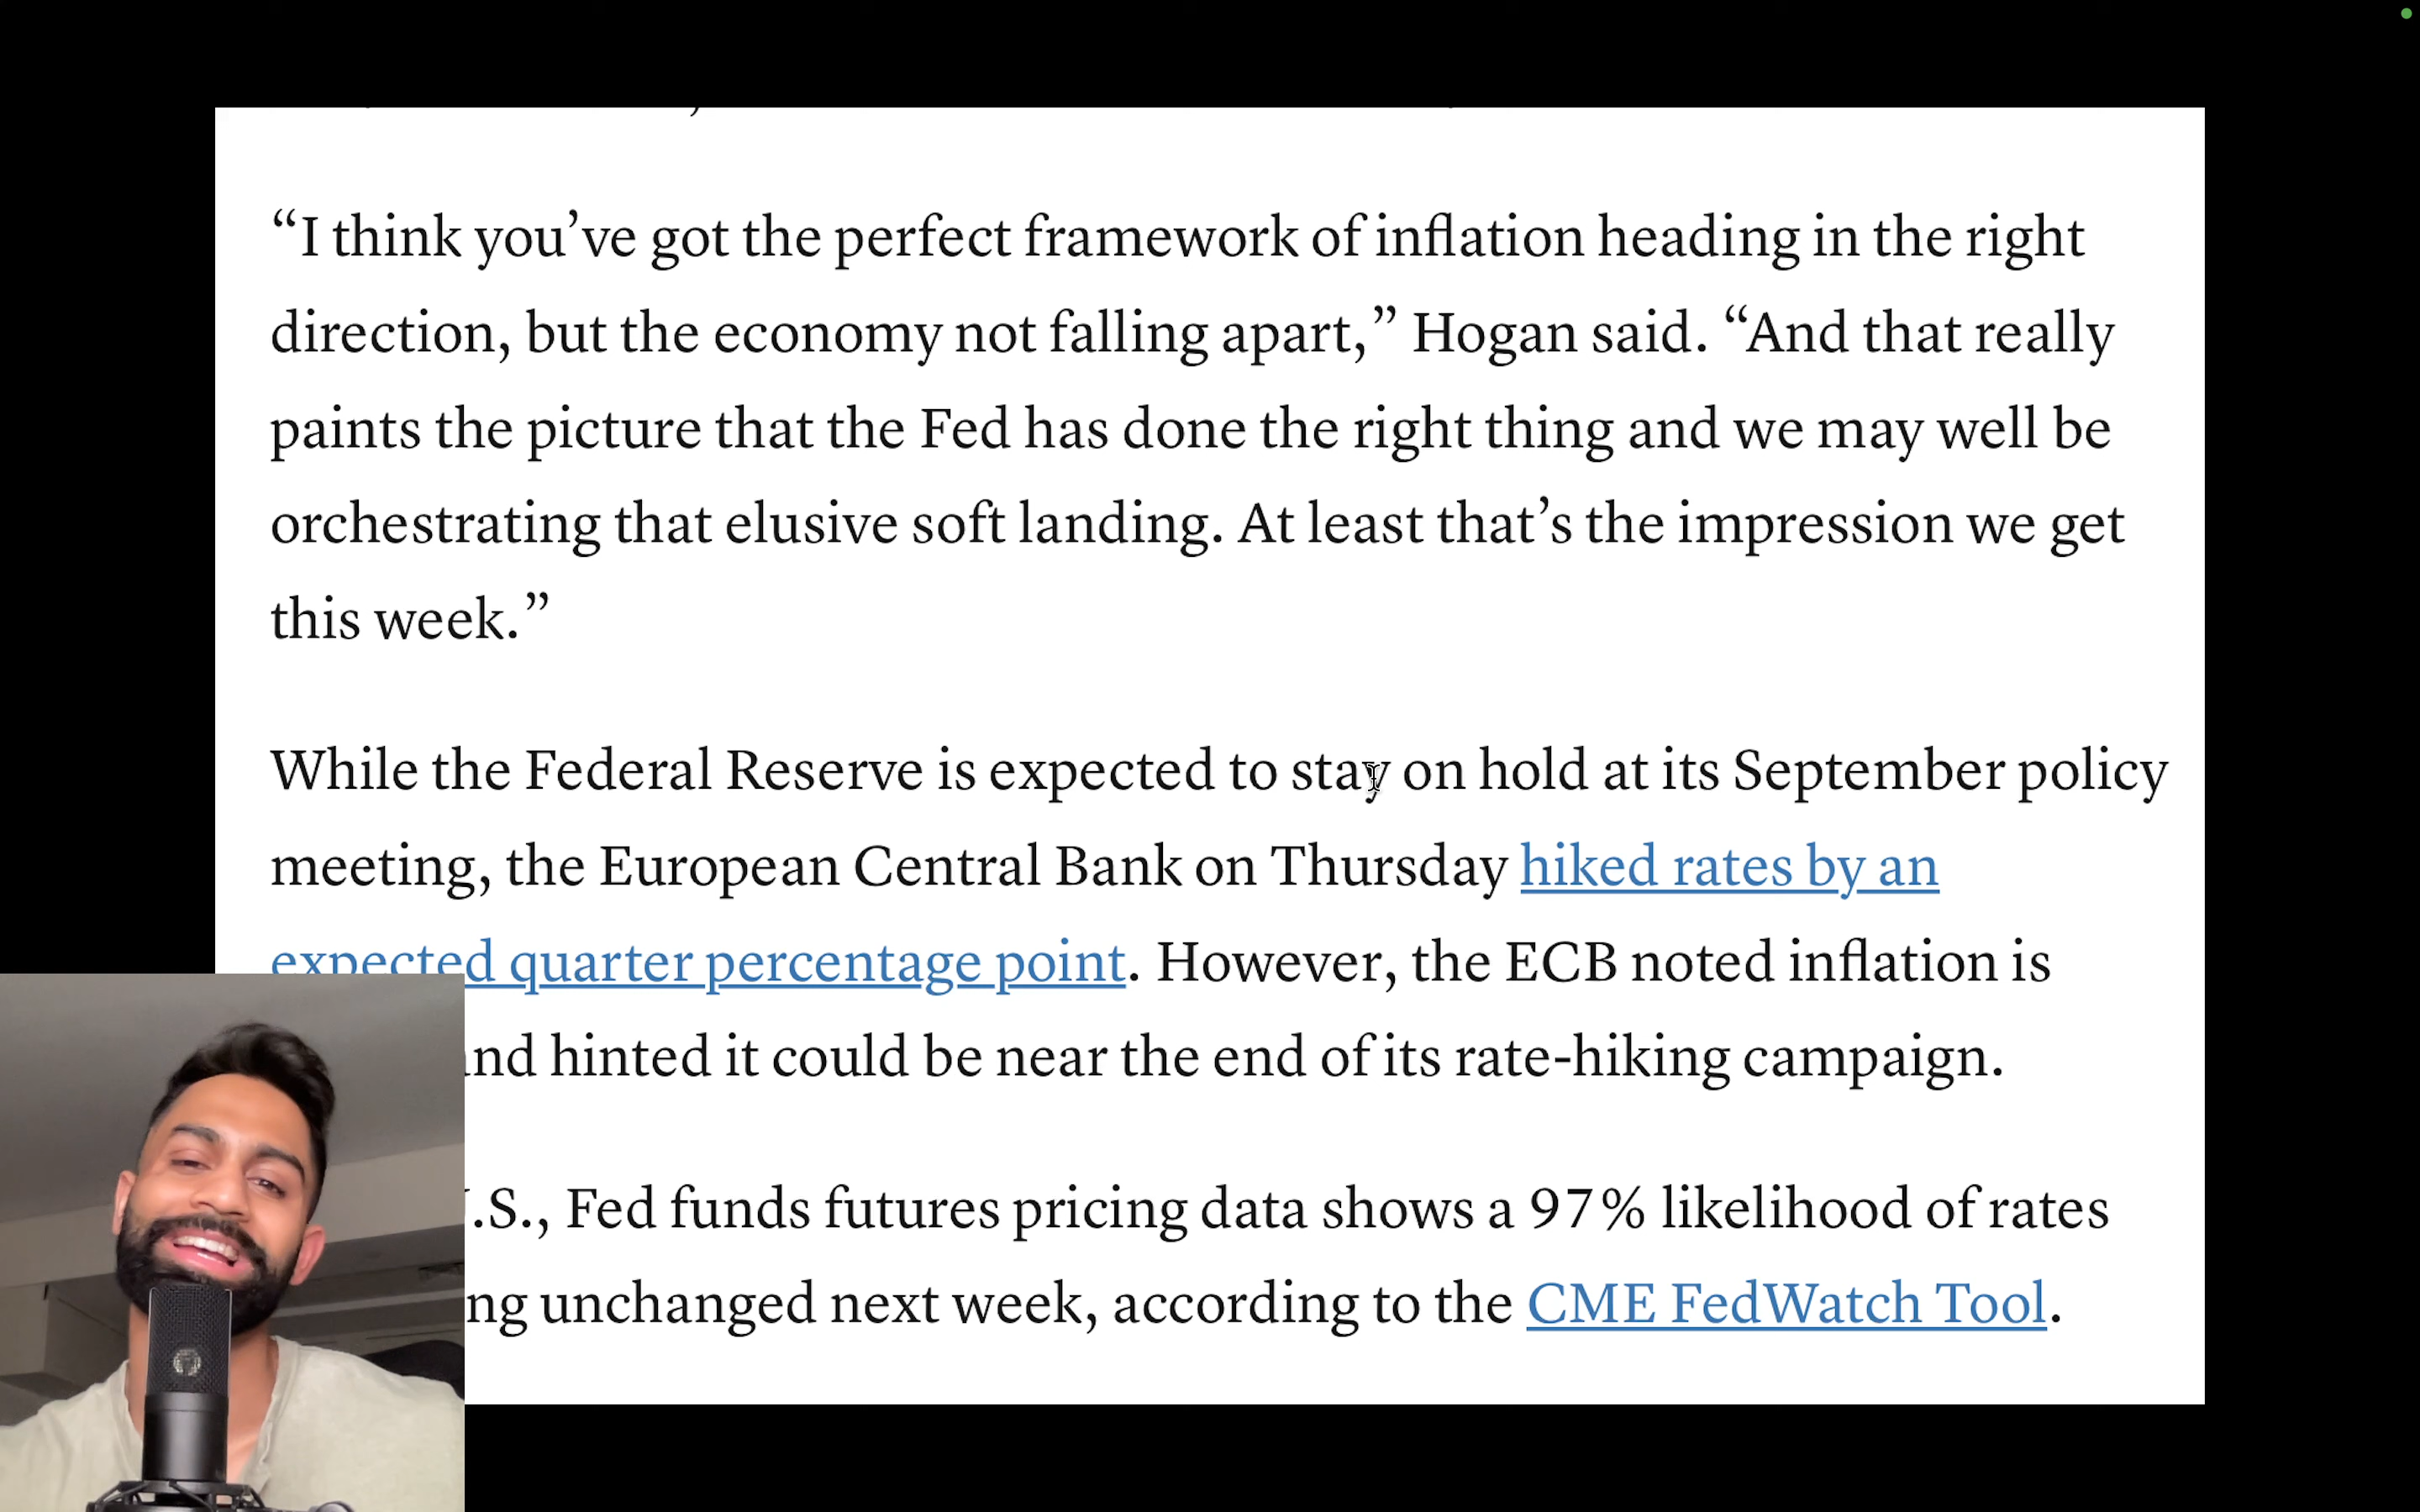 “I think you’ve got the perfect framework of inflation heading in the right
direction, but the economy not falling apart,” Hogan said. “And that really
paints the picture that the Fed has done the right thing and we may well be
orchestrating that elusive soft landing. At least that’s the impression we get
this week.”
While the Federal Reserve is expected to stay on hold at its September policy
meeting, the European Central Bank on Thursday hiked rates by an
expected quarter percentage point. However, the ECB noted inflation is
and hinted it could be near the end of its rate-hiking campaign.
.S., Fed funds futures pricing data shows a 97% likelihood of rates
ng unchanged next week, according to the CME FedWatch Tool.